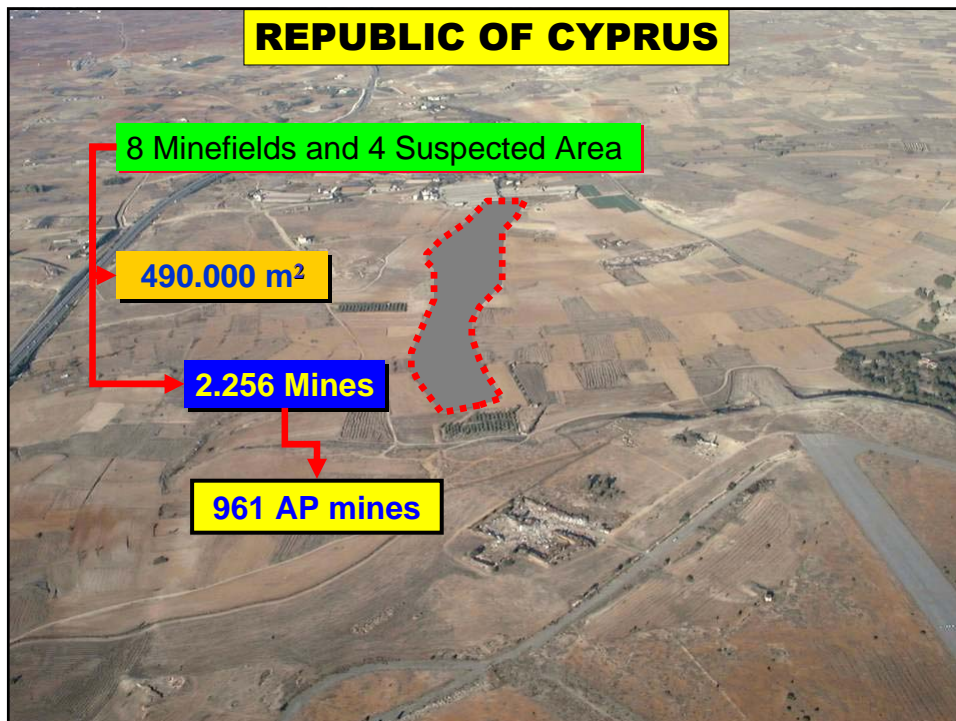 REPUBLIC OF CYPRUS
8 Minefields and 4 Suspected Area
490.000 m²
2.256 Mines
961 AP mines